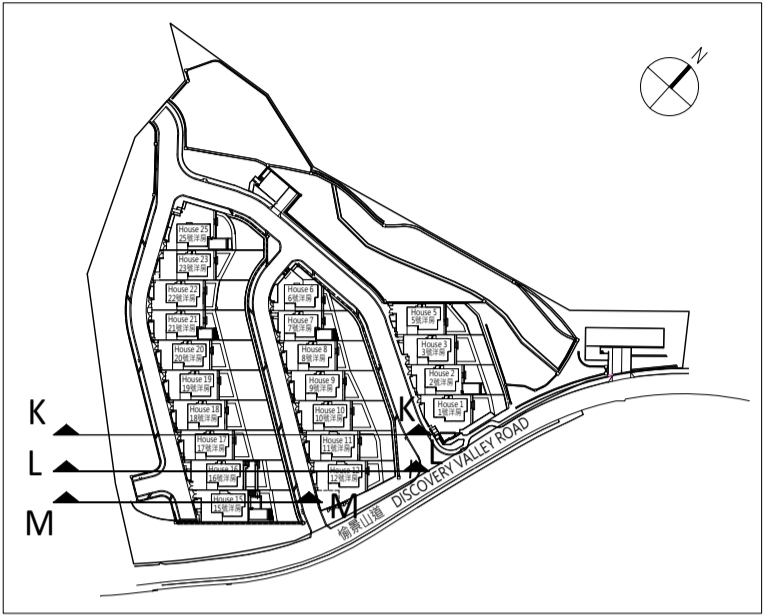 N
House 25
25號洋房
House 23
23號洋房
House 22
22號洋房
House 21
21號洋房
House 20
20號洋房
House 19
19號洋房
House 18
18號洋房
House 17
17號洋房
House 16
16號洋房
House 15
15號洋房
House 6
6號洋房
House 7
7號洋房
House 8
8號洋房
House 9
9號洋房
House 10
10號洋房
House 11
11號洋房
House 12
12號洋房
House 5
5號洋房
House 3
3號洋房
House 2
2號洋房
House 1
1號洋房
K
K
L
L
M
M
愉景山道 DISCOVERY VALLEY ROAD